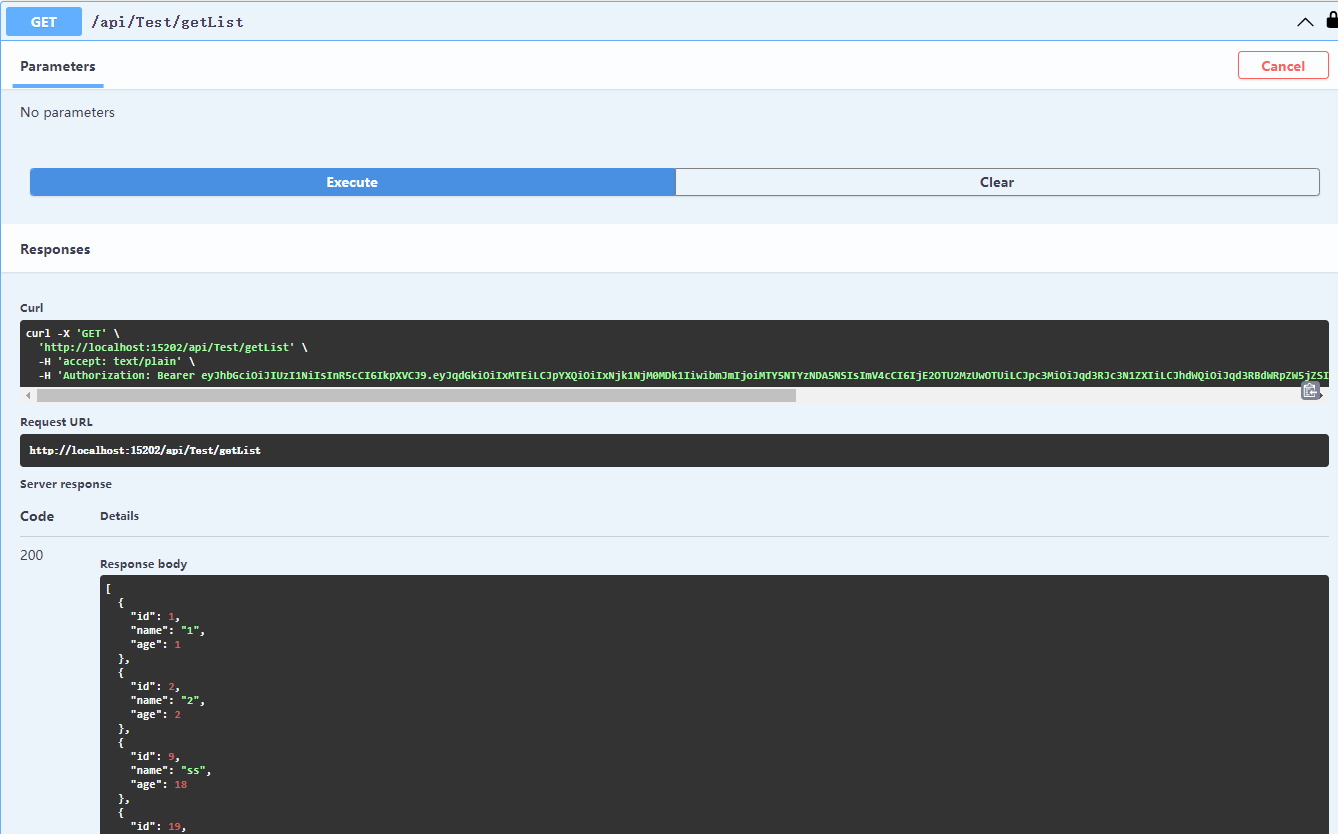 GET /api/Test/getList
Parameters
Cancel
No parameters
Execute
Clear
Responses
Curl
curl -X 'GET' \
'http://localhost:15202/api/Test/getList' \
-H 'accept: text/plain' \
-H 'Authorization: Bearer eyJhbGciOiJIUzI1NiIsInR5cCI6IkpXVCJ9.eyJqdGkiOiIxMTEiLCJpYXQiOiIxNjk1NjM0MDk1IiwibmJmIjoiMTY5NTYzNDA5NSIsImV4cCI6IjE2OTU2MzUwOTUiLCJpc3MiOiJqd3RJc3N1ZXIiLCJhdWQiOiJqd3RBdWRpZW5jZSI
Request URL
http://localhost:15202/api/Test/getList
Server response
Code Details
200
Response body
[
{
"id": 1,
"name": "1",
"age": 1
},
{
"id": 2,
"name": "2",
"age": 2
},
{
"id": 9,
"name": "ss",
"age": 18
},
{
"id": 19,